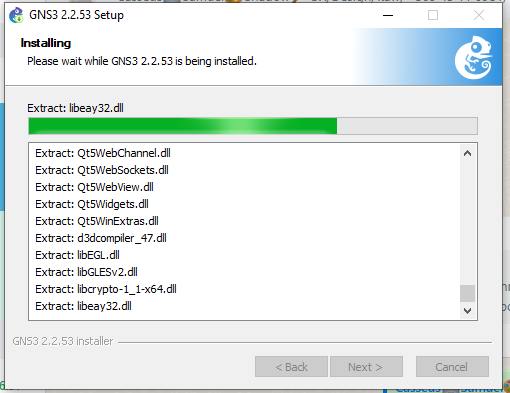 GNS3 2.2.53 Setup
Installing
Please wait while GNS3 2.2.53 is being installed.
Extract: libeay32.dll
Extract: Qt5WebChannel.dll
Extract: Qt5WebSockets.dll
Extract: Qt5WebView.dll
Extract: Qt5Widgets.dll
Extract: Qt5WinExtras.dll
Extract: d3dcompiler_47.dll
Extract: libEGL.dll
Extract: libGLESv2.dll
Extract: libcrypto-1_1-x64.dll
Extract: libeay32.dll
GNS3 2.2.53 installer
< Back
Next >
Cancel